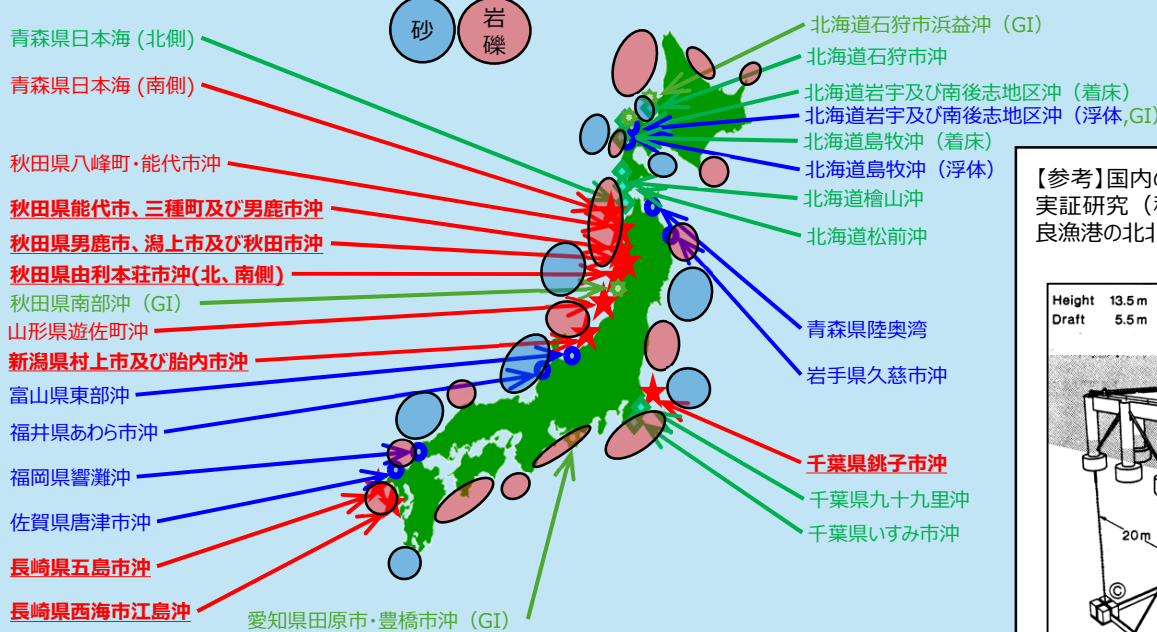 砂
岩
礫
青森県日本海 (北側)
青森県日本海 (南側)
秋田県八峰町・能代市沖
秋田県能代市、三種町及び男鹿市沖
秋田県男鹿市、潟上市及び秋田市沖
秋田県由利本荘市沖(北、南側)
秋田県南部沖（GI）
山形県遊佐町沖
新潟県村上市及び胎内市沖
富山県東部沖
福井県あわら市沖
福岡県響灘沖
佐賀県唐津市沖
長崎県五島市沖
長崎県西海市江島沖
愛知県田原市・豊橋市沖（GI）
北海道石狩市浜益沖（GI）
北海道石狩市沖
北海道岩宇及び南後志地区沖（着床）
北海道岩宇及び南後志地区沖（浮体,GI）
北海道島牧沖（着床）
北海道島牧沖（浮体）
北海道檜山沖
北海道松前沖
青森県陸奥湾
岩手県久慈市沖
千葉県銚子市沖
千葉県九十九里沖
千葉県いすみ市沖
【参考】国内の
実証研究（
良漁港の北北
Height 13.5m
Draft 5.5m
20m
©